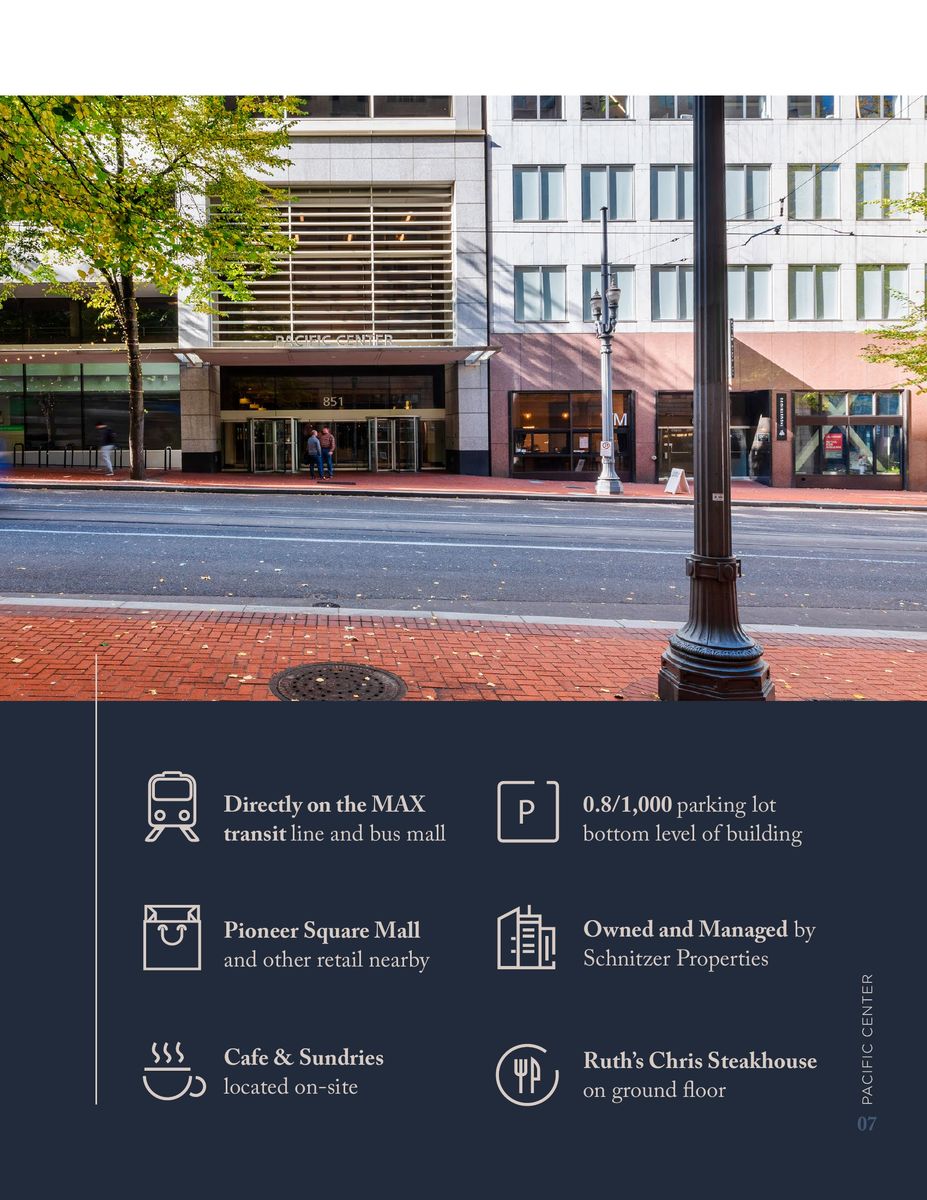 PACIFIC CENTER
851
M
Directly on the MAX
transit line and bus mall
P
0.8/1,000 parking lot
bottom level of building
Pioneer Square Mall
and other retail nearby
Owned and Managed by
Schnitzer Properties
Cafe & Sundries
located on-site
Ruth's Chris Steakhouse
on ground floor
PACIFIC CENTER
07